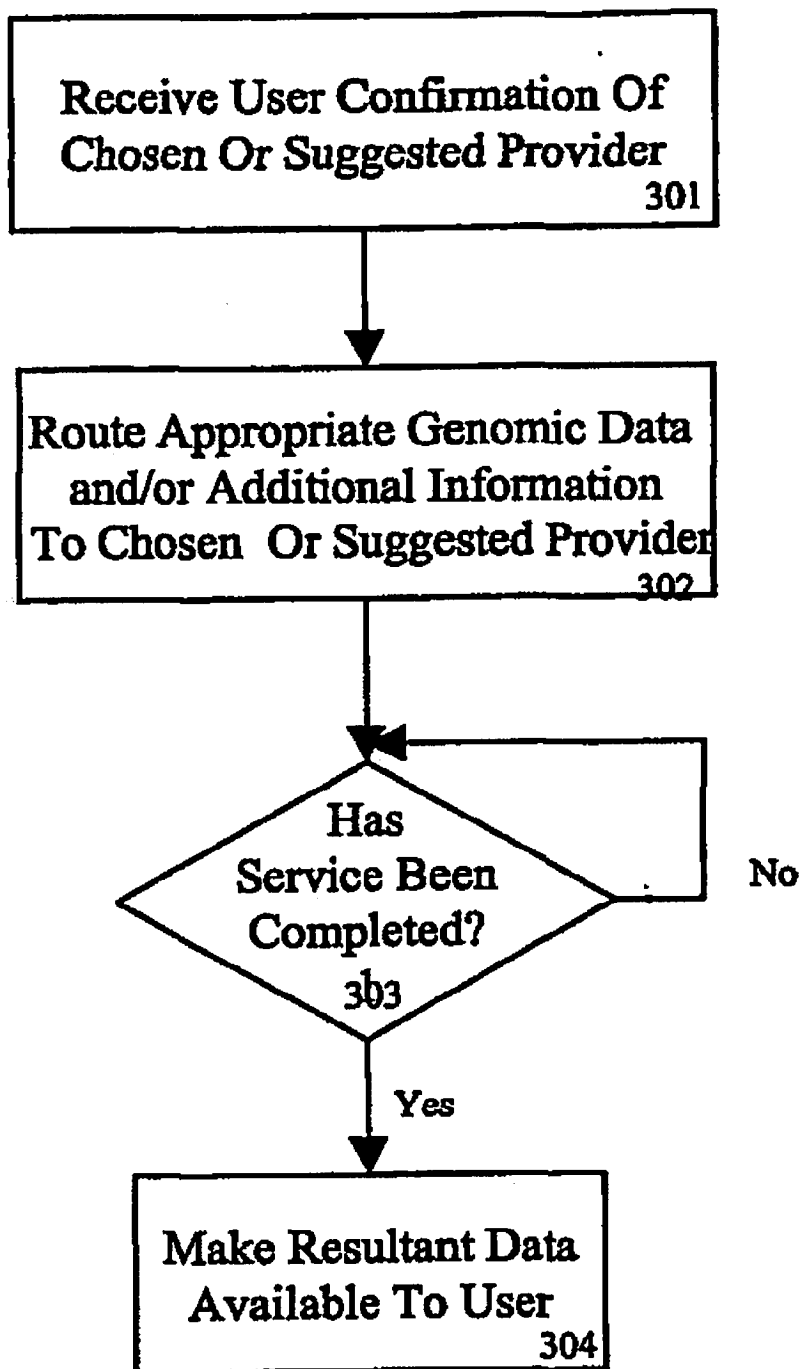 Receive User Confirmation Of
Chosen Or Suggested Provider
301
Route Appropriate Genomic Data
and/or Additional Information
To Chosen Or Suggested Provider
302
Has
Service Been
Completed?
303
No
Yes
Make Resultant Data
Available To User
304